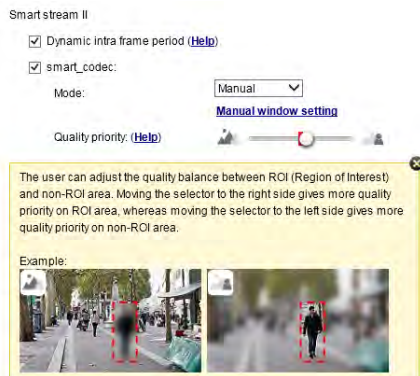 Smart stream II
Dynamic intra frame period (Help)
smart_codec:
Mode: Manual
Manual window setting
Quality priority: (Help)
The user can adjust the quality balance between ROI (Region of Interest)
and non-ROI area. Moving the selector to the right side gives more quality
priority on ROI area, whereas moving the selector to the left side gives more
quality priority on non-ROI area.
Example: